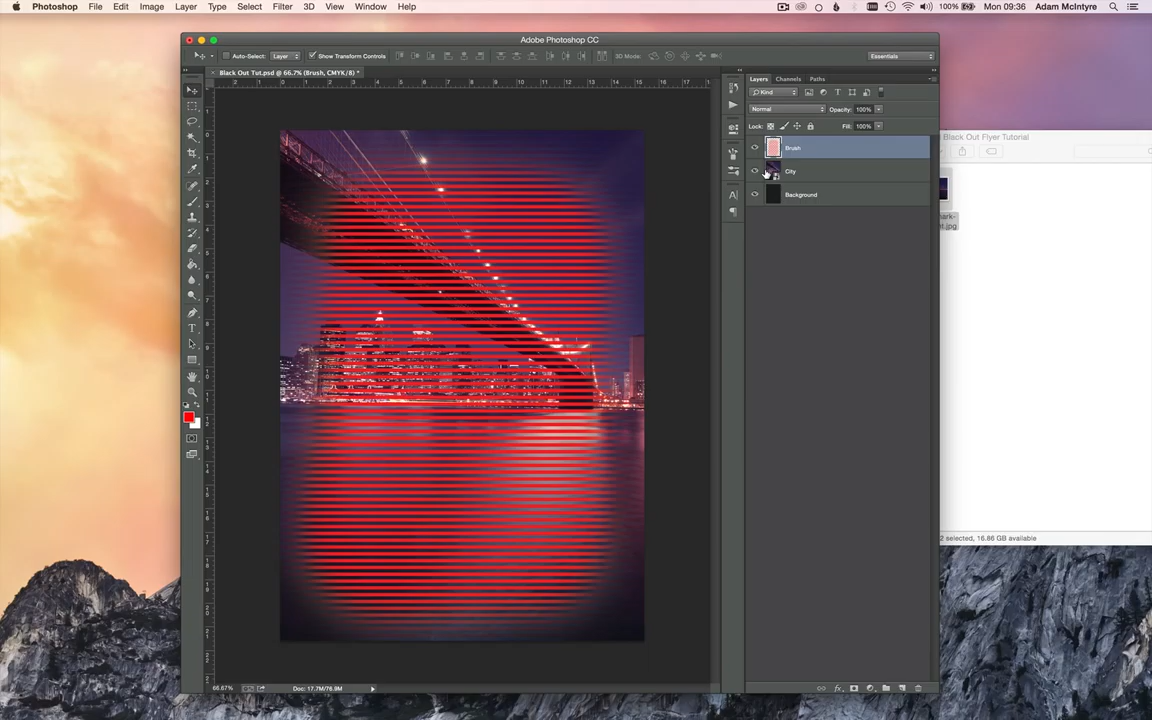 Photoshop File Edit Image Layer Type Select Filter 3D View Window Help 100% Mon 09:36 Adam McIntyre
Adobe Photoshop CC
Auto-Select: Layer Show Transform Controls 3D Mode: Essentials
Black Out Tut.psd @ 66.7% (Brush, CMYK/8) *
Layers Channels Paths
Kind
Normal Opacity: 100%
Lock: Fill: 100%
Brush
City
Background
Black Out Flyer Tutorial
2 selected, 16.86 GB available
66.67% Doc: 17.7M/76.8M